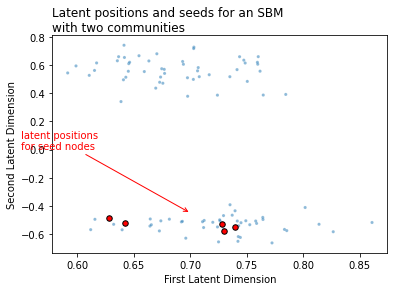 Latent positions and seeds for an SBM
with two communities
0.8
0.6
0.4
0.2
0.0
−0.2
−0.4
−0.6
Second Latent Dimension
latent positions
for seed nodes
0.60
0.65
0.70
0.75
0.80
0.85
First Latent Dimension